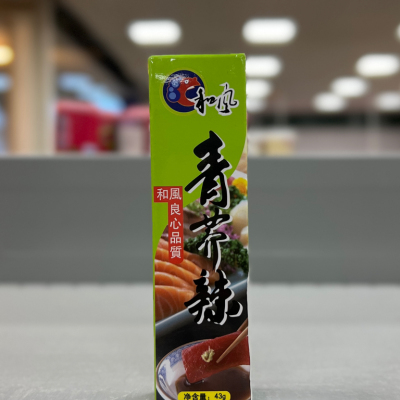 和風
青芥辣
和風良心品質
净含量：43g